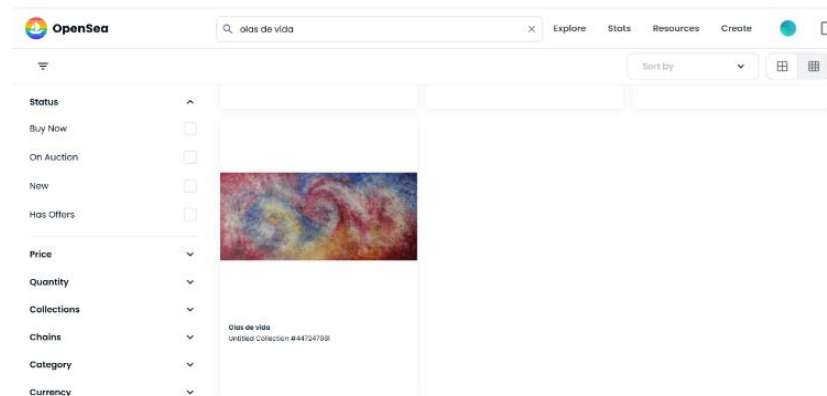 OpenSea
olas de vida
Explore
Stats
Resources
Create
Sort by
Status
Buy Now
On Auction
New
Has Offers
Price
Quantity
Collections
Chains
Category
Currency
Olas de vida
Untitled Collection #447247981